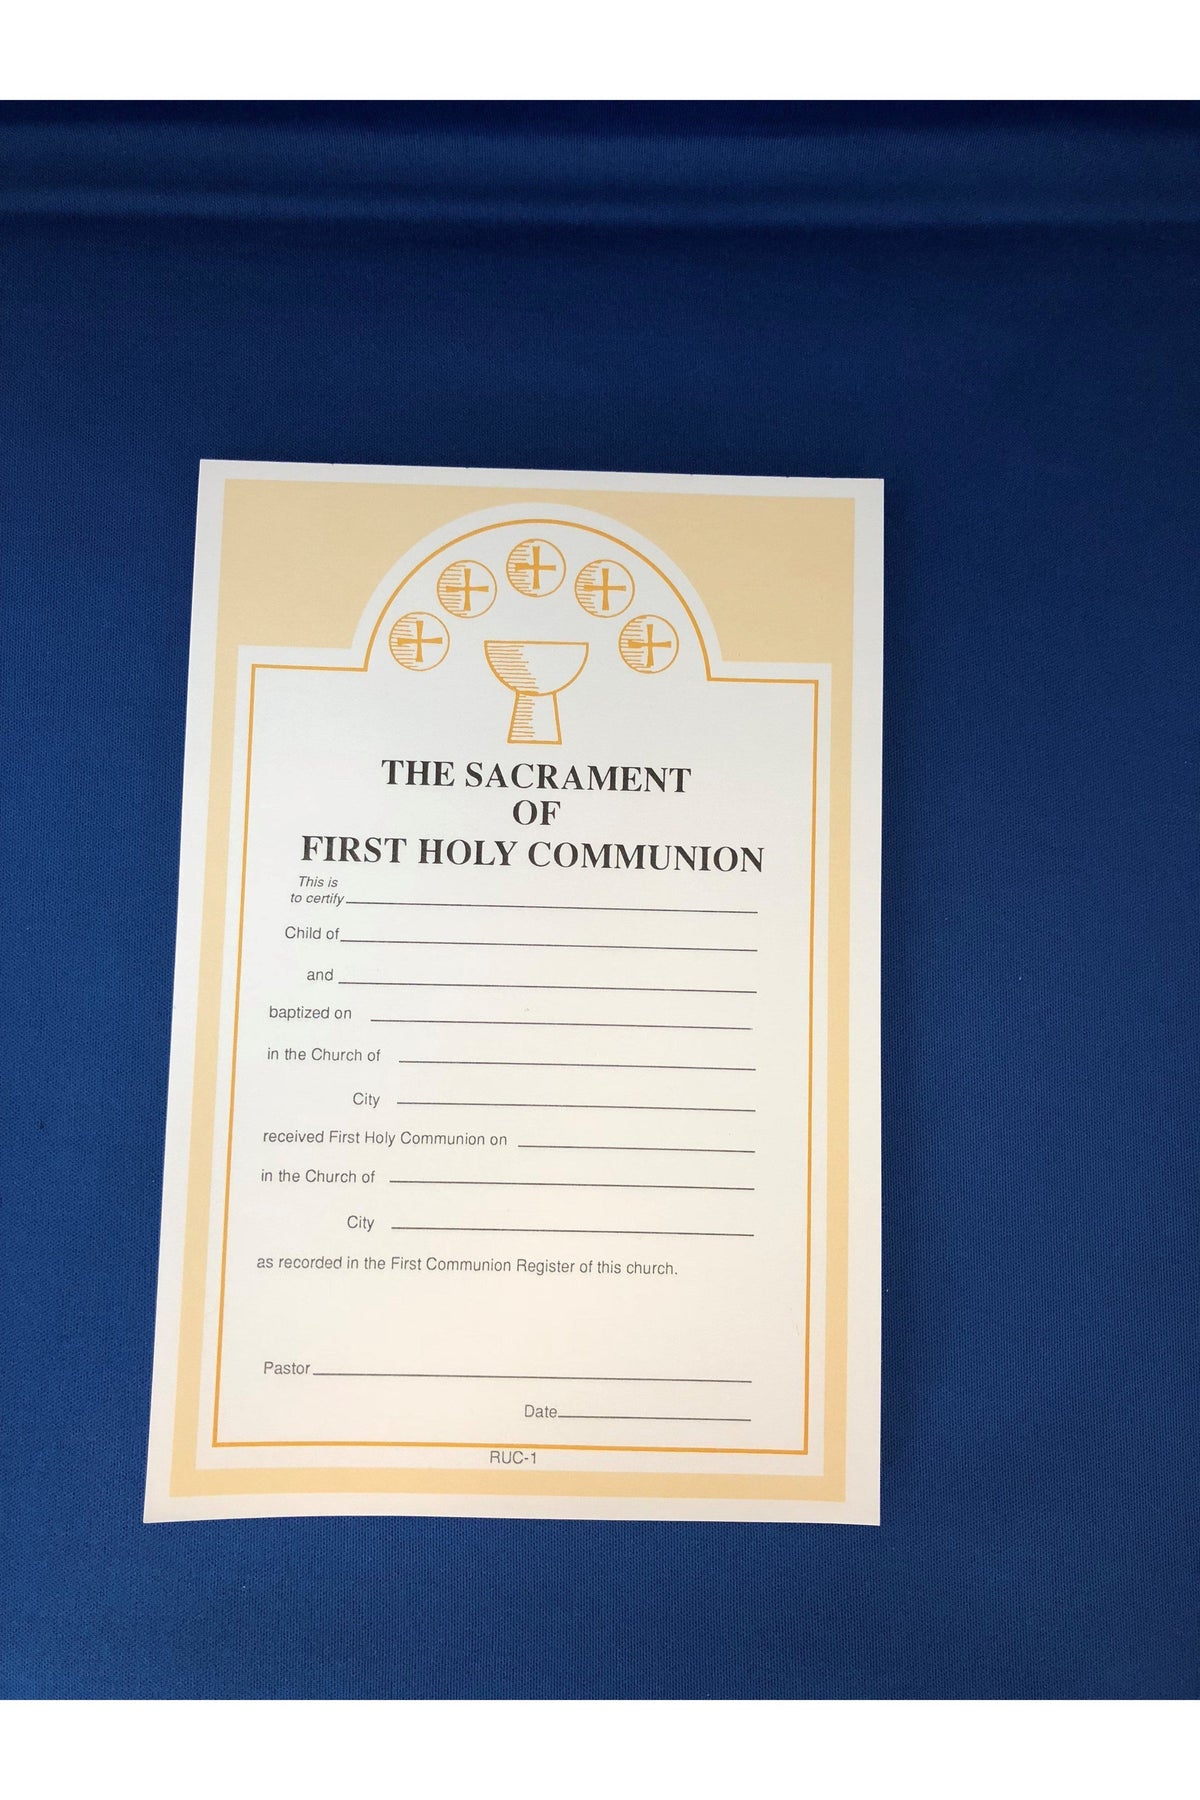 THE SACRAMENT
OF
FIRST HOLY COMMUNION
This is
to certify
Child of
and
baptized on
in the Church of
City
received First Holy Communion on
in the Church of
City
as recorded in the First Communion Register of this church.
Pastor
Date
RUC-1